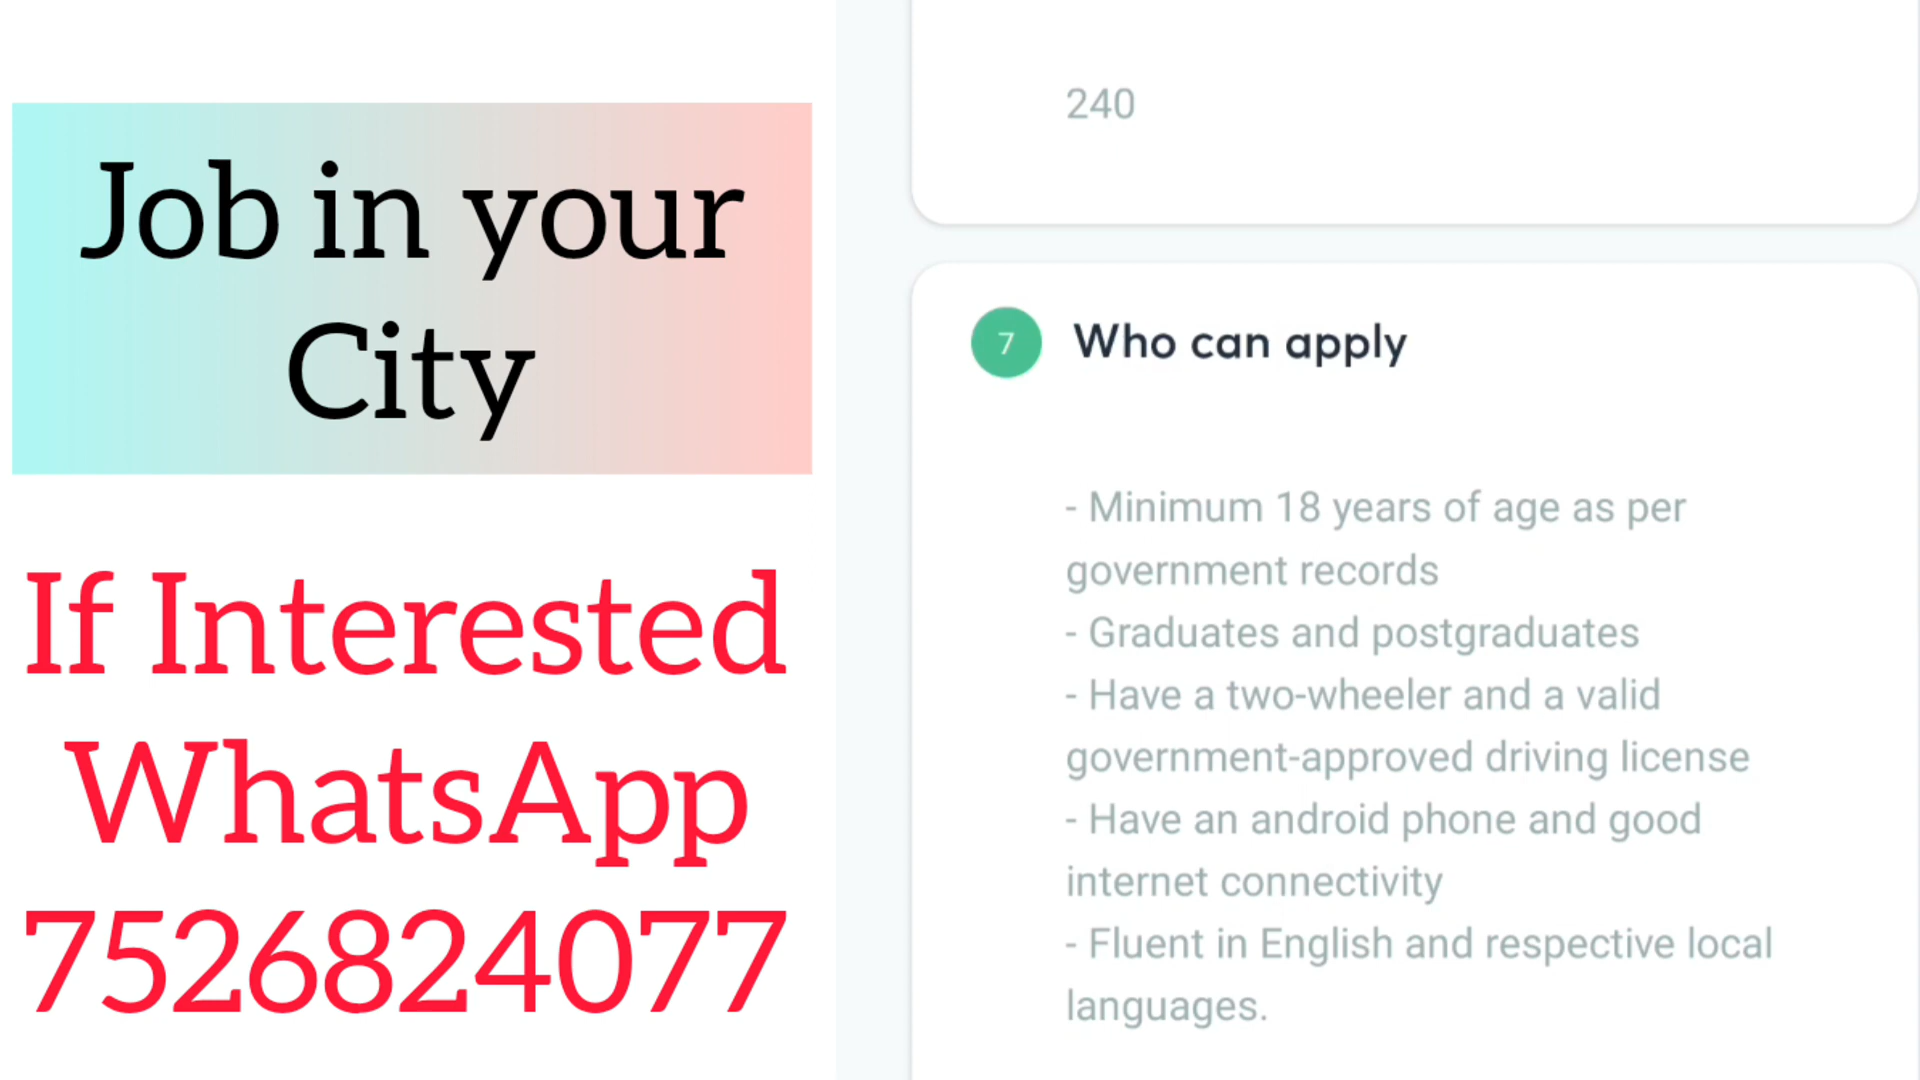 Job in your
City
If Interested
WhatsApp
7526824077
240
7
Who can apply
- Minimum 18 years of age as per
government records
- Graduates and postgraduates
- Have a two-wheeler and a valid
government-approved driving license
- Have an android phone and good
internet connectivity
- Fluent in English and respective local
languages.